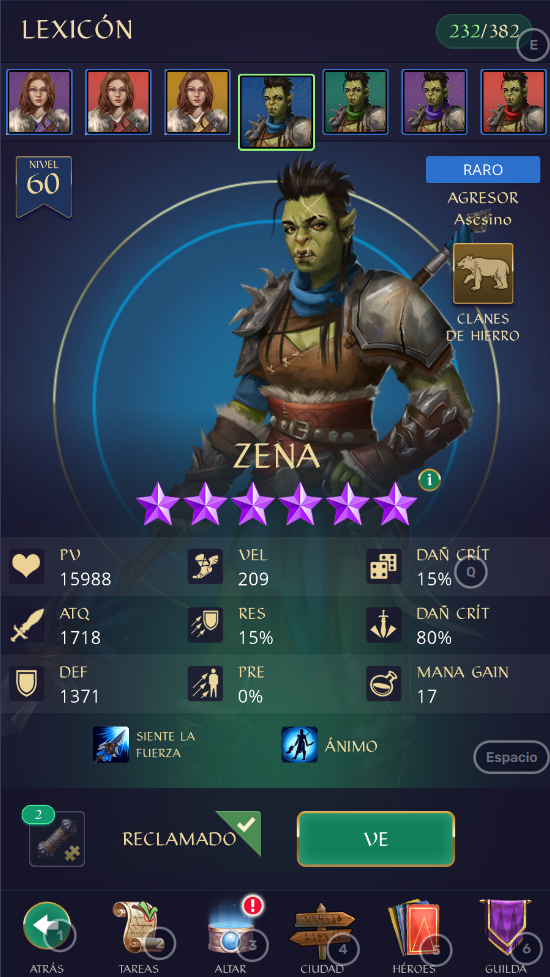 LEXICÓN
232/382
E
NIVEL
60
RARO
AGRESOR
Asesino
CLANES
DE HIERRO
ZENA
i
PV
15988
VEL
209
DAÑ CRÍT
15%
Q
ATQ
1718
RES
15%
DAÑ CRÍT
80%
DEF
1371
PRE
0%
MANA GAIN
17
SIENTE LA
FUERZA
ÁNIMO
Espacio
2
RECLAMADO
VE
!
1
2
3
4
5
6
ATRÁS
TAREAS
ALTAR
CIUDAD
HÉROES
GUILDA